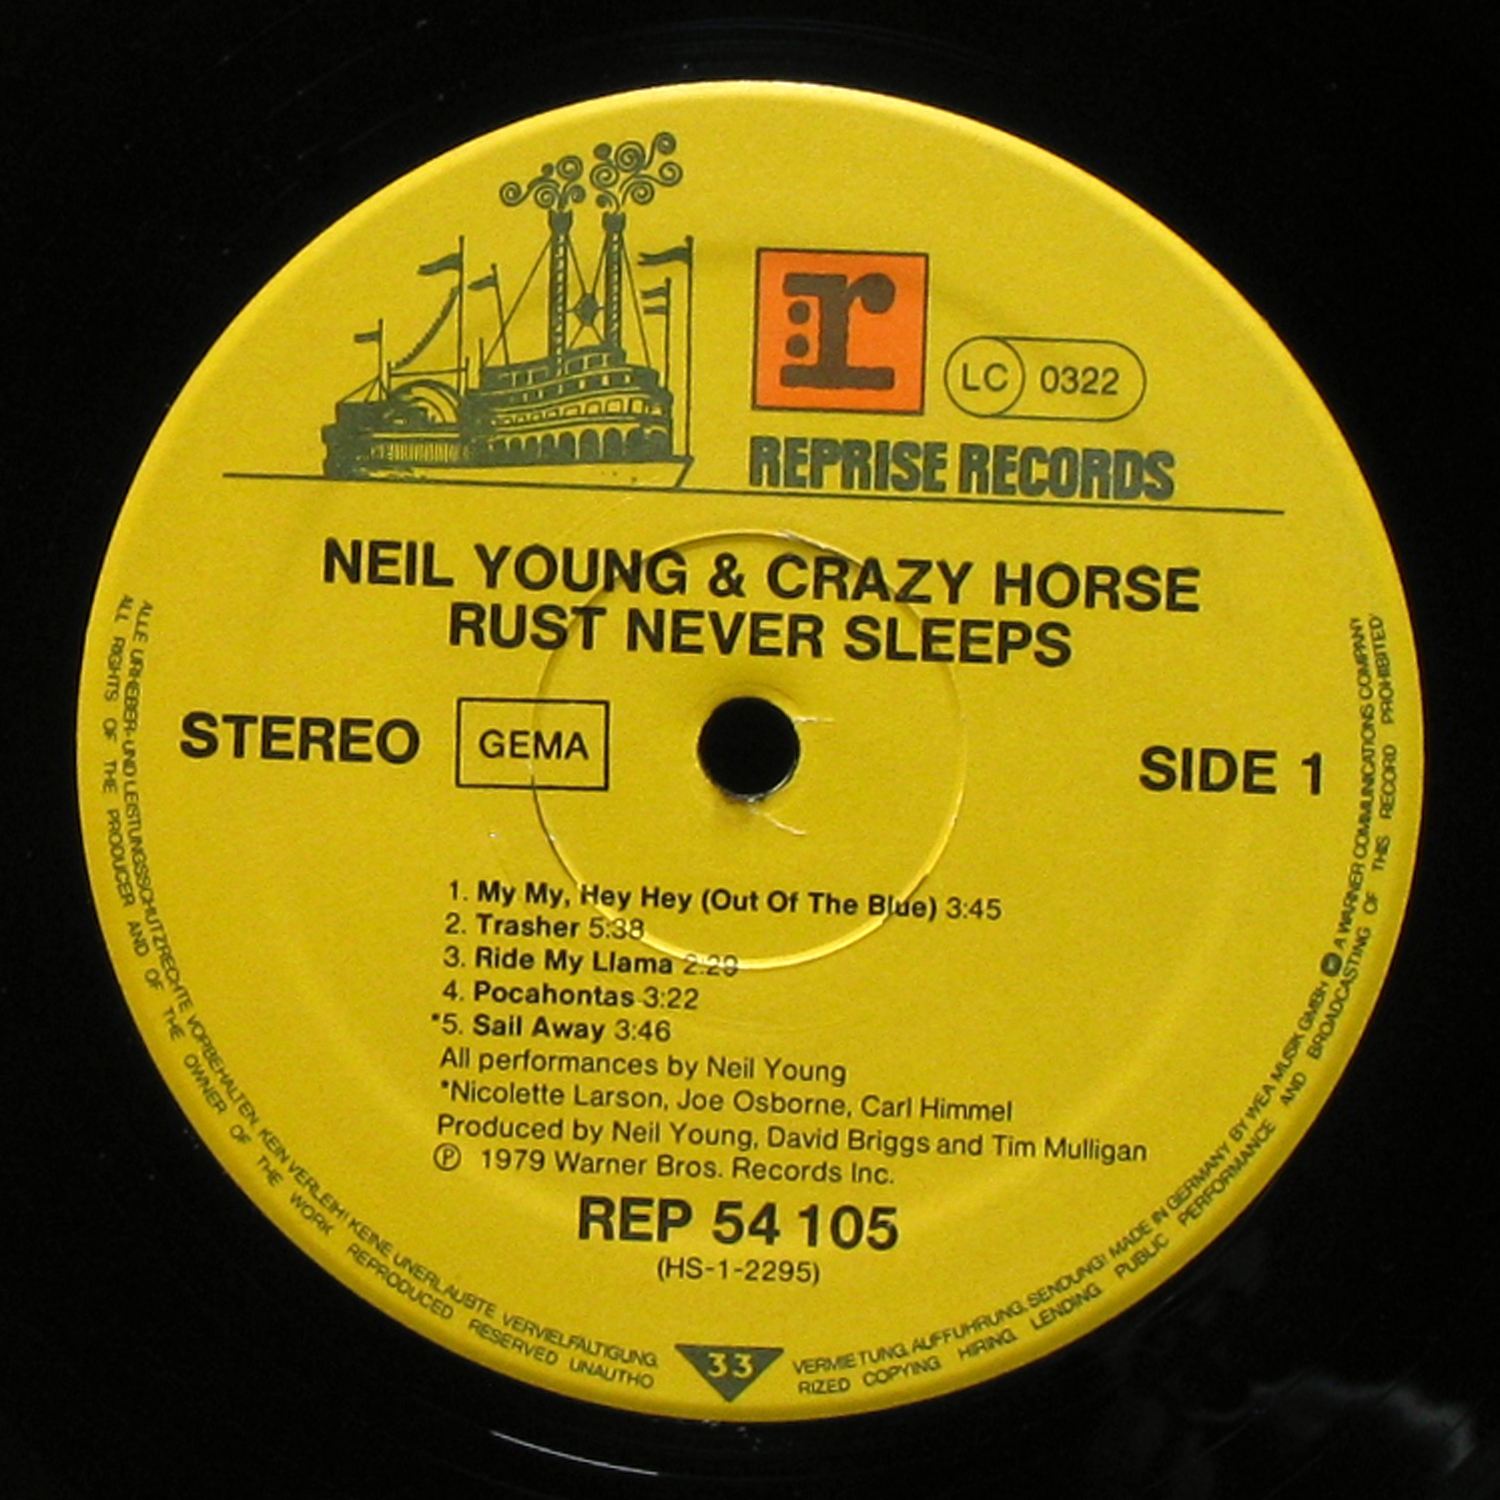 r
LC 0322
REPRISE RECORDS
NEIL YOUNG & CRAZY HORSE
RUST NEVER SLEEPS
STEREO GEMA SIDE 1
1. My My, Hey Hey (Out Of The Blue) 3:45
2. Trasher 5:38
3. Ride My Llama 2:29
4. Pocahontas 3:22
*5. Sail Away 3:46
All performances by Neil Young
*Nicolette Larson, Joe Osborne, Carl Himmel
Produced by Neil Young, David Briggs and Tim Mulligan
Ⓟ 1979 Warner Bros. Records Inc.
REP 54 105
(HS-1-2295)
33
ALLE URHEBER- UND LEISTUNGSSCHUTZRECHTE VORBEHALTEN. KEIN VERLEIH! KEINE UNERLAUBTE VERVIELFÄLTIGUNG, VERMIETUNG, AUFFÜHRUNG, SENDUNG! MADE IN GERMANY BY WEA MUSIK GMBH A WARNER COMMUNICATIONS COMPANY
ALL RIGHTS OF THE PRODUCER AND OF THE OWNER OF THE WORK REPRODUCED RESERVED UNAUTHO RIZED COPYING, HIRING, LENDING, PUBLIC PERFORMANCE AND BROADCASTING OF THIS RECORD PROHIBITED